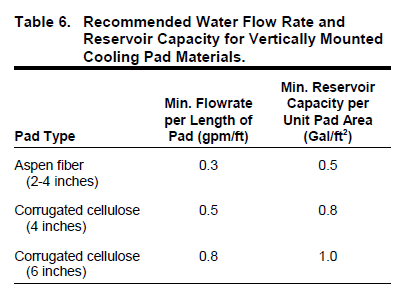 Table 6. Recommended Water Flow Rate and
Reservoir Capacity for Vertically Mounted
Cooling Pad Materials.
Pad Type
Min. Flowrate
per Length of
Pad (gpm/ft)
Min. Reservoir
Capacity per
Unit Pad Area
(Gal/ft²)
Aspen fiber 0.3 0.5
(2-4 inches)
Corrugated cellulose 0.5 0.8
(4 inches)
Corrugated cellulose 0.8 1.0
(6 inches)